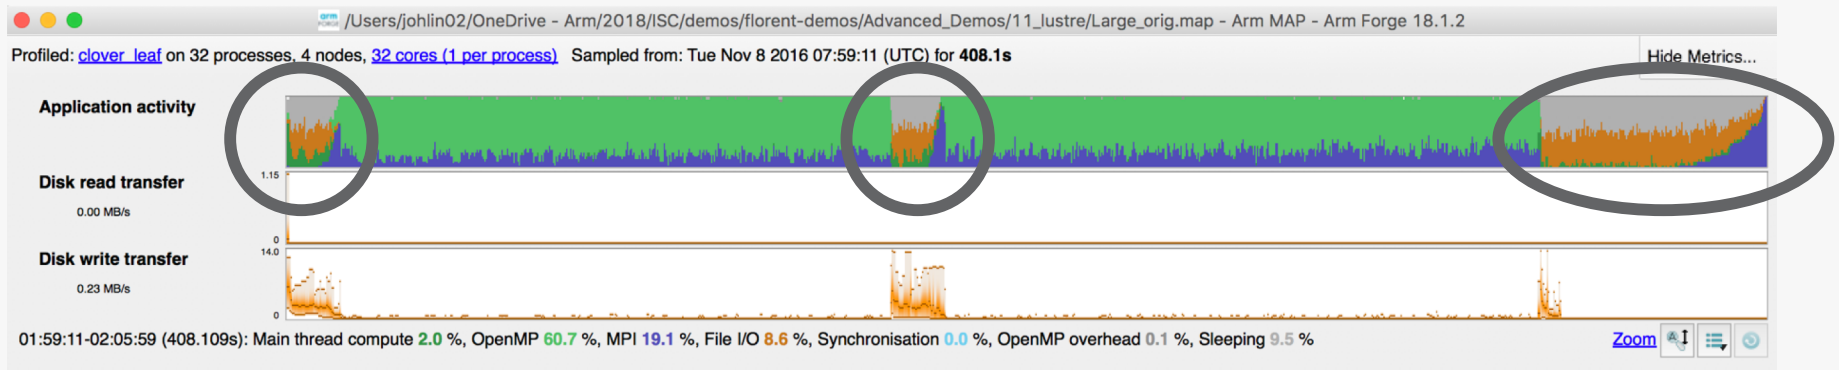 arm
FORGE
/Users/johlin02/OneDrive - Arm/2018/ISC/demos/florent-demos/Advanced_Demos/11_lustre/Large_orig.map - Arm MAP - Arm Forge 18.1.2
Profiled: clover_leaf on 32 processes, 4 nodes, 32 cores (1 per process) Sampled from: Tue Nov 8 2016 07:59:11 (UTC) for 408.1s
Hide Metrics...
Application activity
Disk read transfer
0.00 MB/s
1.15
0
Disk write transfer
0.23 MB/s
14.0
0
01:59:11-02:05:59 (408.109s): Main thread compute 2.0 %, OpenMP 60.7 %, MPI 19.1 %, File I/O 8.6 %, Synchronisation 0.0 %, OpenMP overhead 0.1 %, Sleeping 9.5 %
Zoom